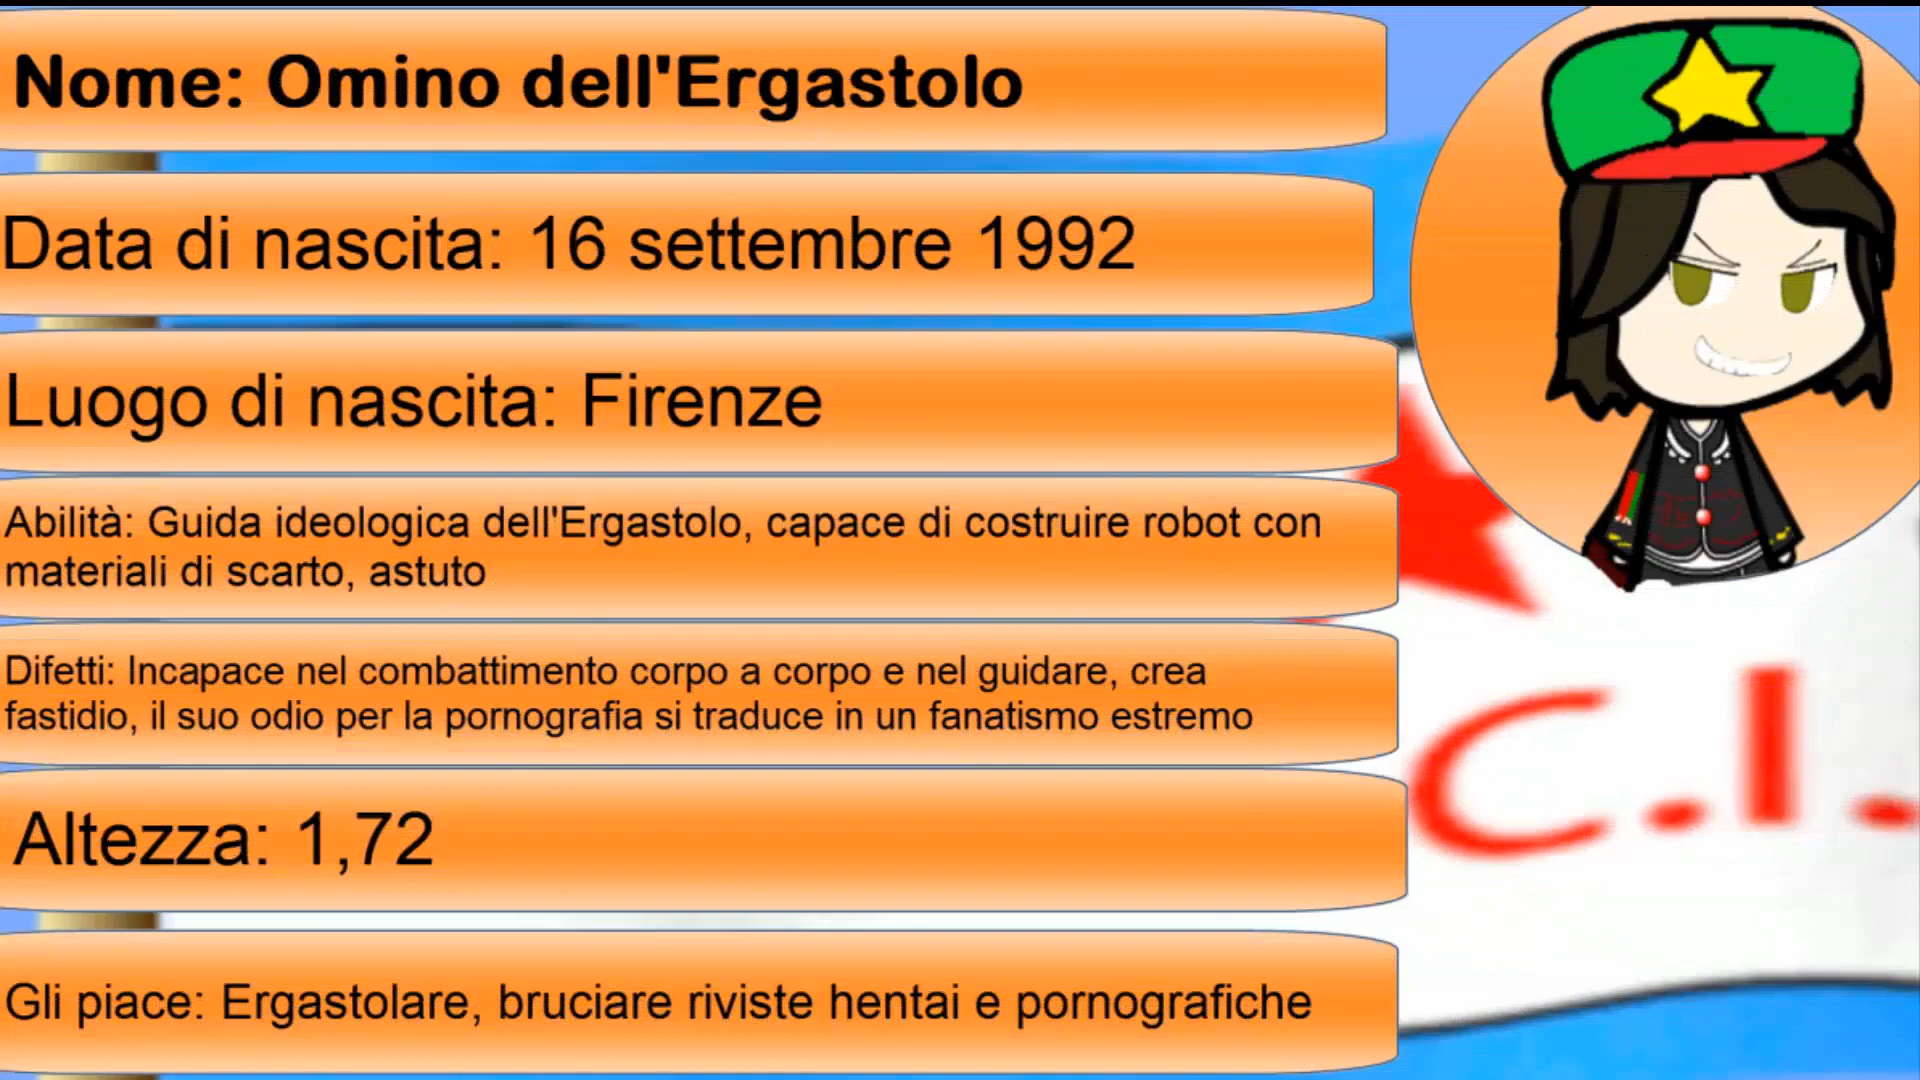 Nome: Omino dell'Ergastolo
Data di nascita: 16 settembre 1992
Luogo di nascita: Firenze
Abilità: Guida ideologica dell'Ergastolo, capace di costruire robot con
materiali di scarto, astuto
Difetti: Incapace nel combattimento corpo a corpo e nel guidare, crea
fastidio, il suo odio per la pornografia si traduce in un fanatismo estremo
C.I.
Altezza: 1,72
Gli piace: Ergastolare, bruciare riviste hentai e pornografiche